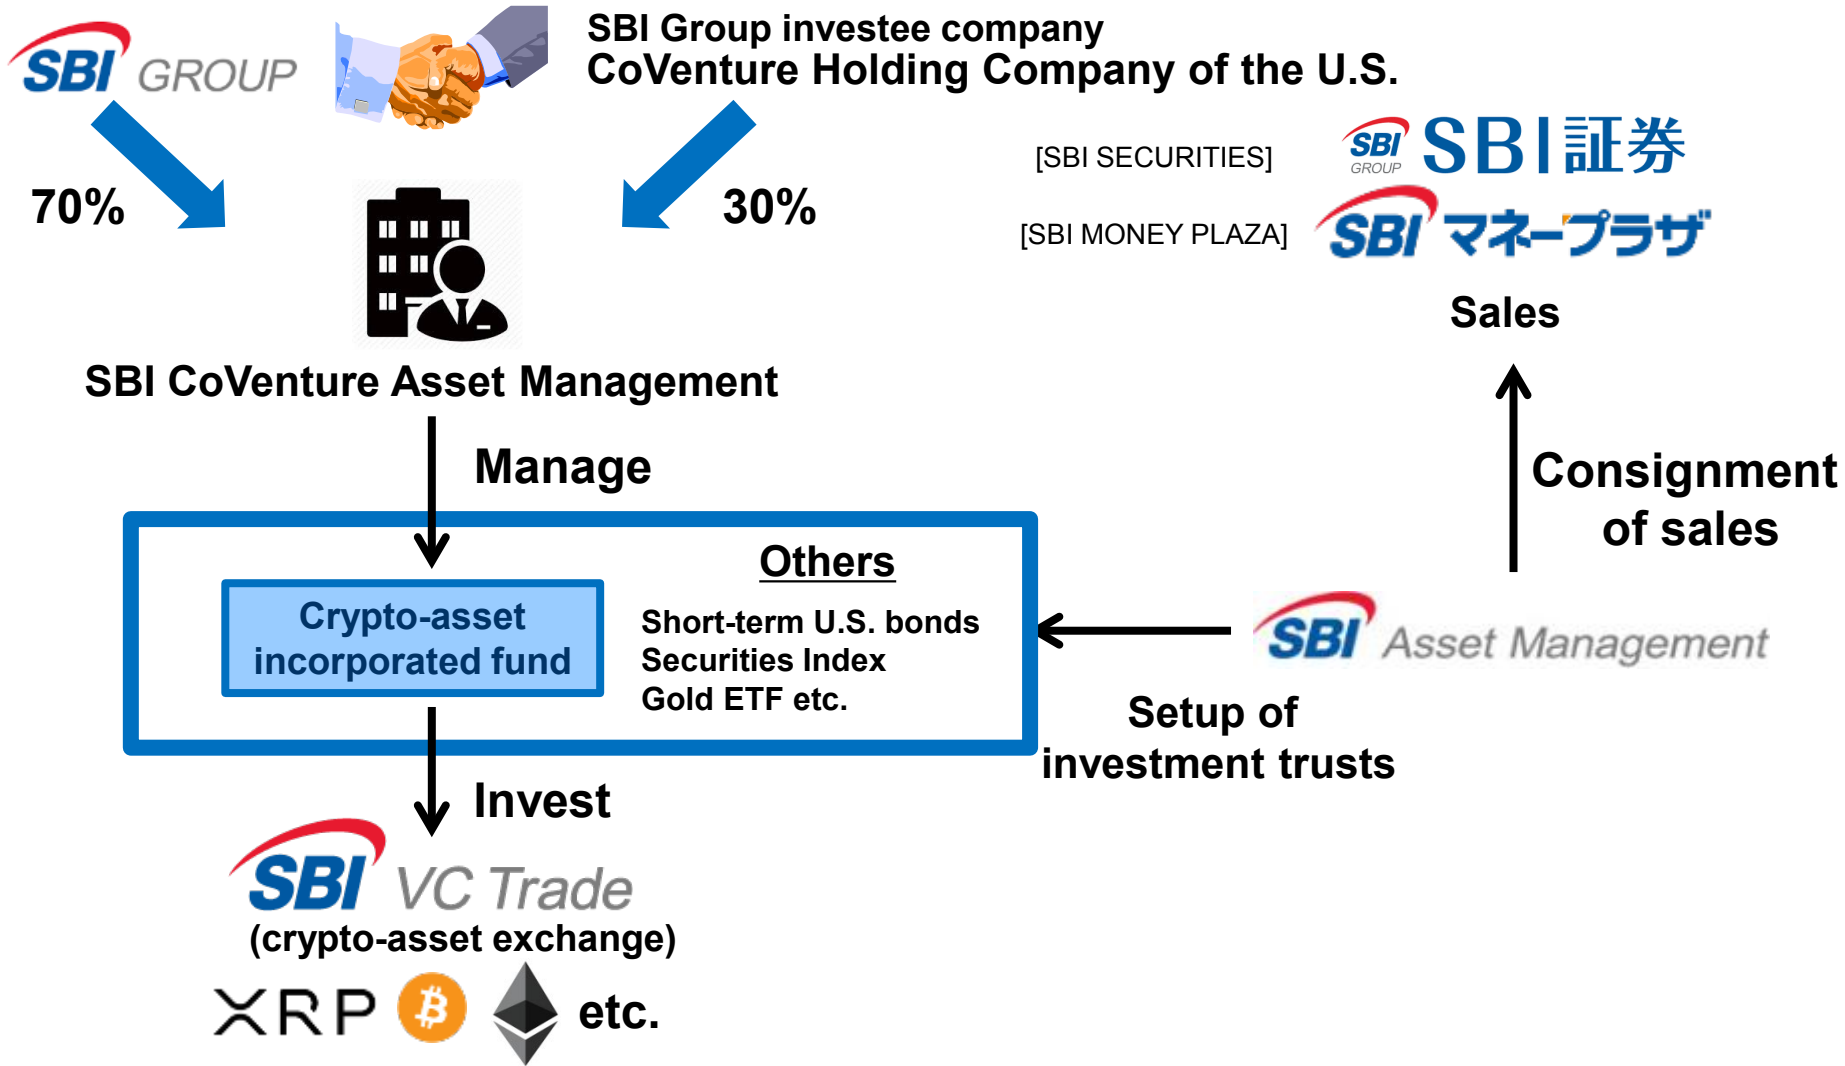 SBI GROUP
SBI Group investee company
CoVenture Holding Company of the U.S.
70%
30%
[SBI SECURITIES]
SBI GROUP SBI証券
[SBI MONEY PLAZA]
SBI マネープラザ
Sales
SBI CoVenture Asset Management
Manage
Consignment
of sales
Others
Crypto-asset
incorporated fund
Short-term U.S. bonds
Securities Index
Gold ETF etc.
SBI Asset Management
Setup of
investment trusts
Invest
SBI VC Trade
(crypto-asset exchange)
XRP ₿ etc.